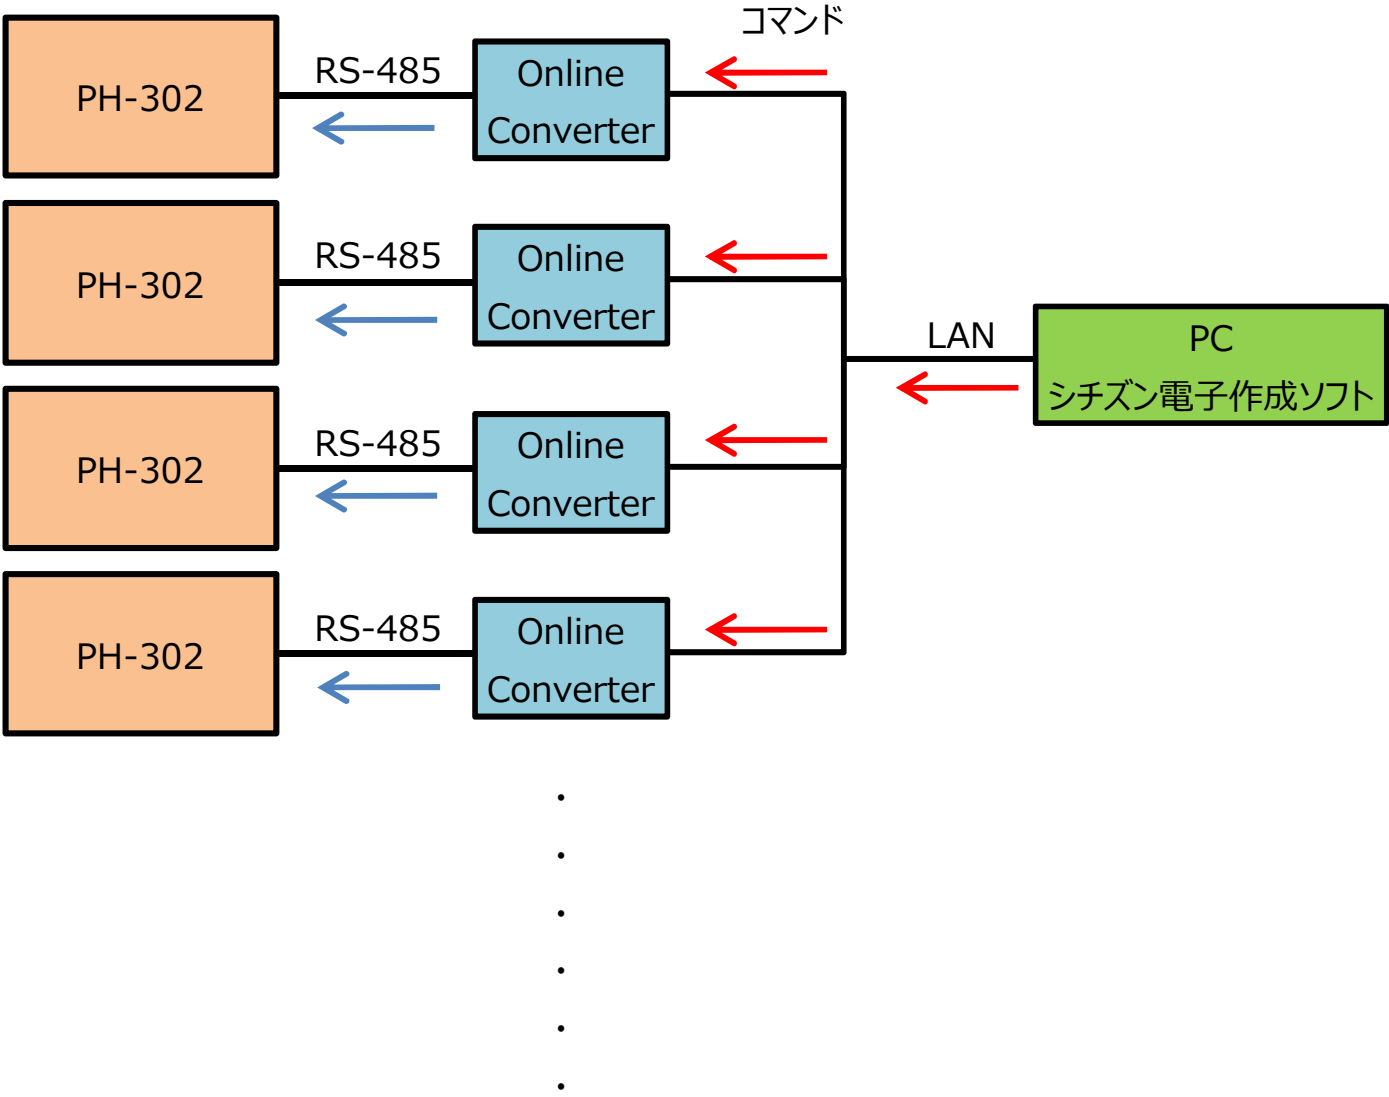 コマンド
PH-302
RS-485
Online
Converter
PH-302
RS-485
Online
Converter
LAN
PC
シチズン電子作成ソフト
PH-302
RS-485
Online
Converter
PH-302
RS-485
Online
Converter
・
・
・
・
・
・